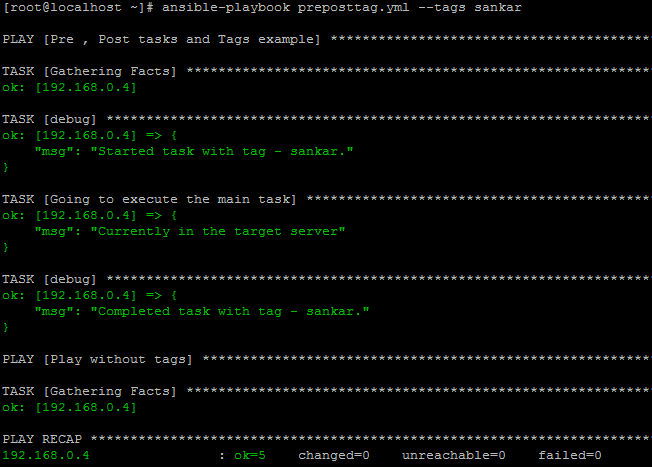 [root@localhost ~]# ansible-playbook preposttag.yml --tags sankar
PLAY [Pre , Post tasks and Tags example] ****************************************
TASK [Gathering Facts] **********************************************************
ok: [192.168.0.4]
TASK [debug] ********************************************************************
ok: [192.168.0.4] => {
    "msg": "Started task with tag - sankar."
}
TASK [Going to execute the main task] *******************************************
ok: [192.168.0.4] => {
    "msg": "Currently in the target server"
}
TASK [debug] ********************************************************************
ok: [192.168.0.4] => {
    "msg": "Completed task with tag - sankar."
}
PLAY [Play without tags] ********************************************************
TASK [Gathering Facts] **********************************************************
ok: [192.168.0.4]
PLAY RECAP **********************************************************************
192.168.0.4                : ok=5    changed=0    unreachable=0    failed=0